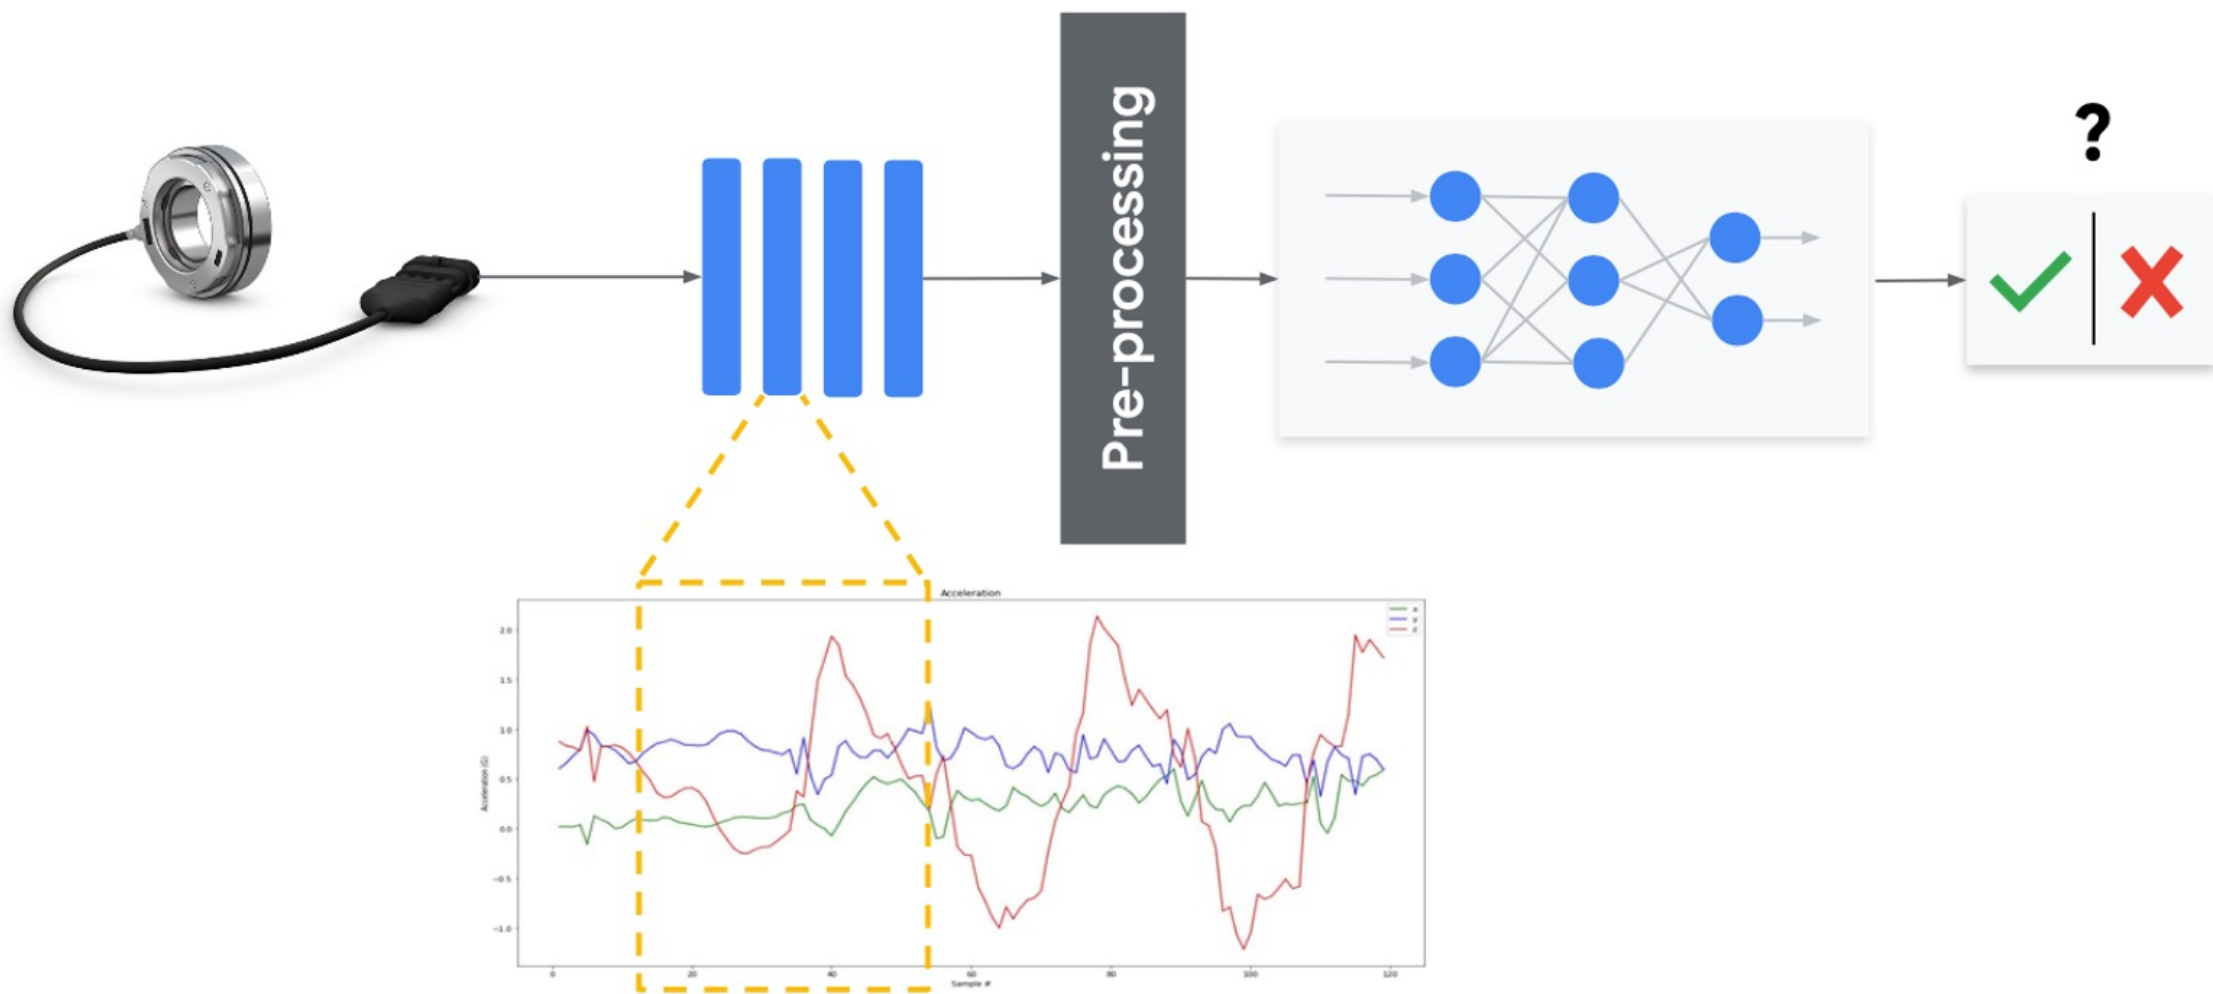 ?
Pre-processing
Acceleration
x
y
z
2.0
1.5
1.0
0.5
0.0
−0.5
−1.0
Acceleration (G)
0 20 40 60 80 100 120
Sample #